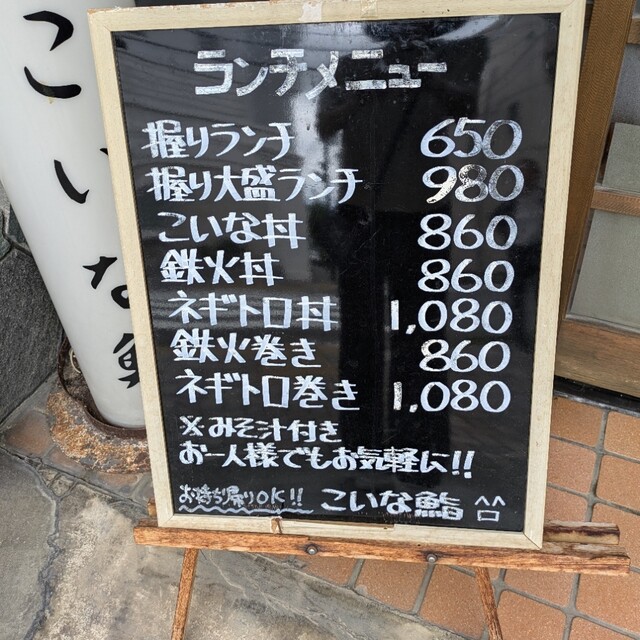 こいな鮨
ランチメニュー
握りランチ 650
握り大盛ランチ 980
こいな丼 860
鉄火丼 860
ネギトロ丼 1,080
鉄火巻き 860
ネギトロ巻き 1,080
※みそ汁付き
お一人様でもお気軽に!!
お持ち帰りOK!! こいな鮨